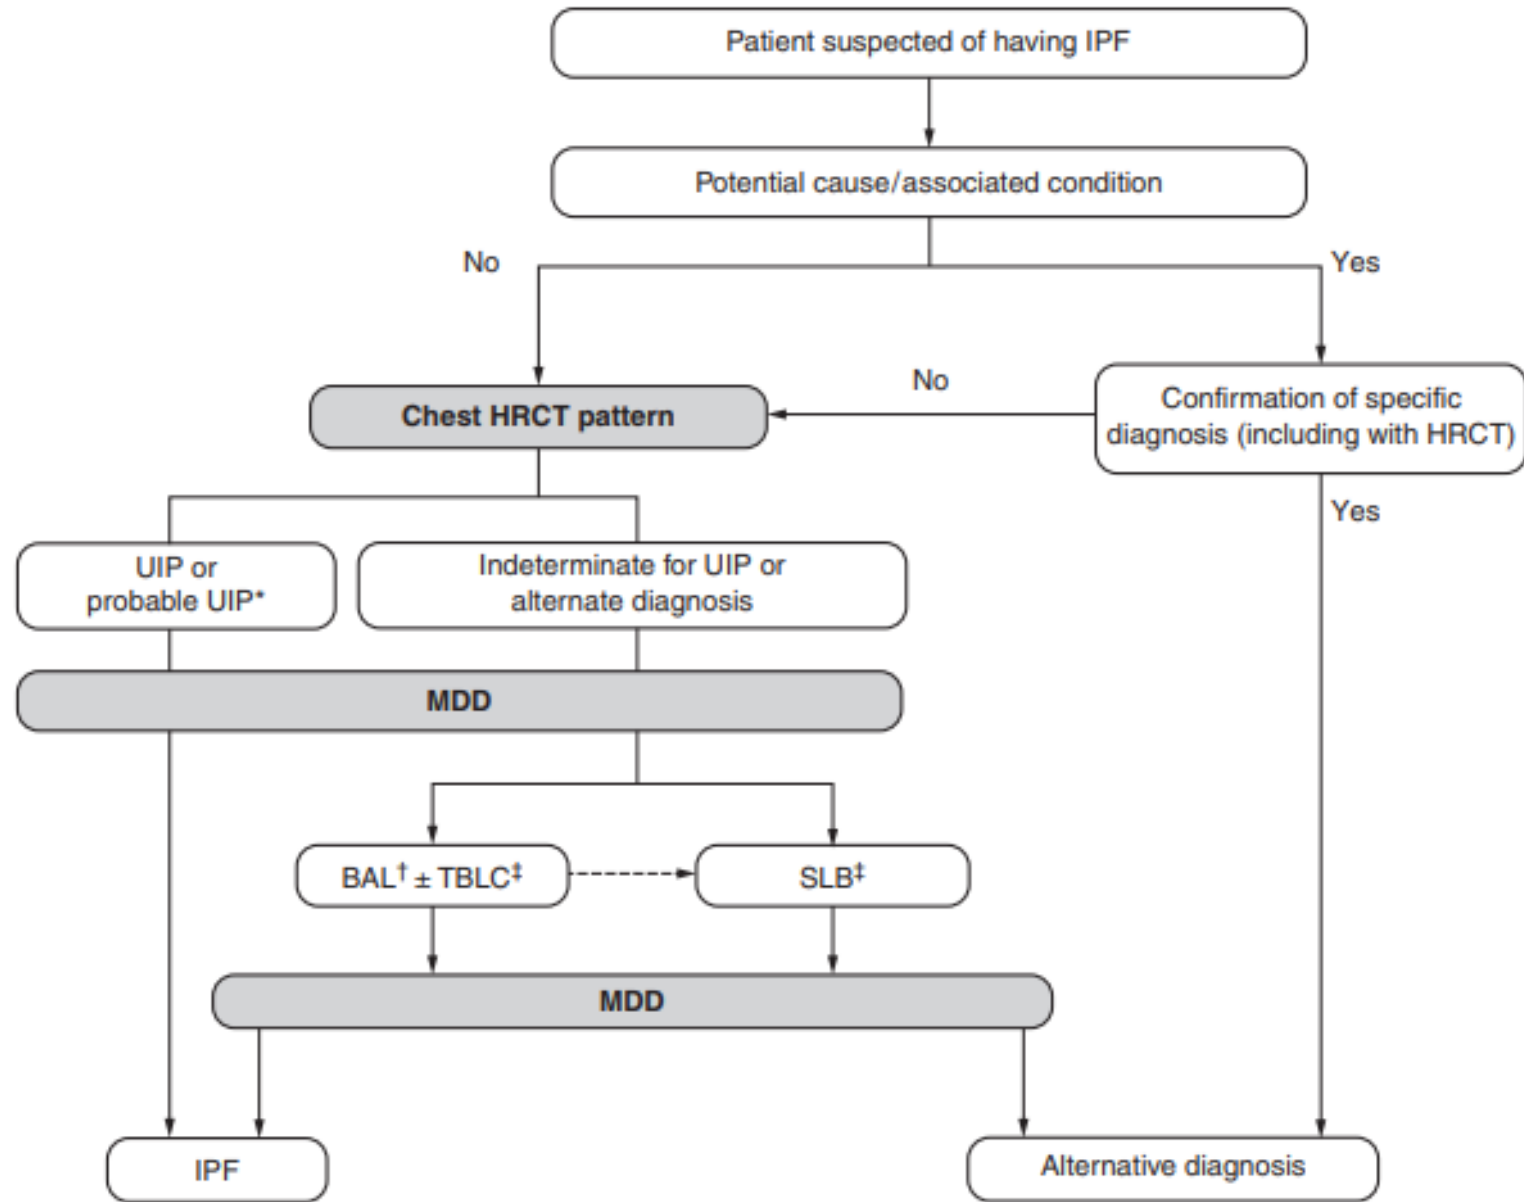 Patient suspected of having IPF
Potential cause/associated condition
No
Yes
No
Chest HRCT pattern
Confirmation of specific
diagnosis (including with HRCT)
Yes
UIP or
probable UIP*
Indeterminate for UIP or
alternate diagnosis
MDD
BAL† ± TBLC‡
SLB‡
MDD
IPF
Alternative diagnosis